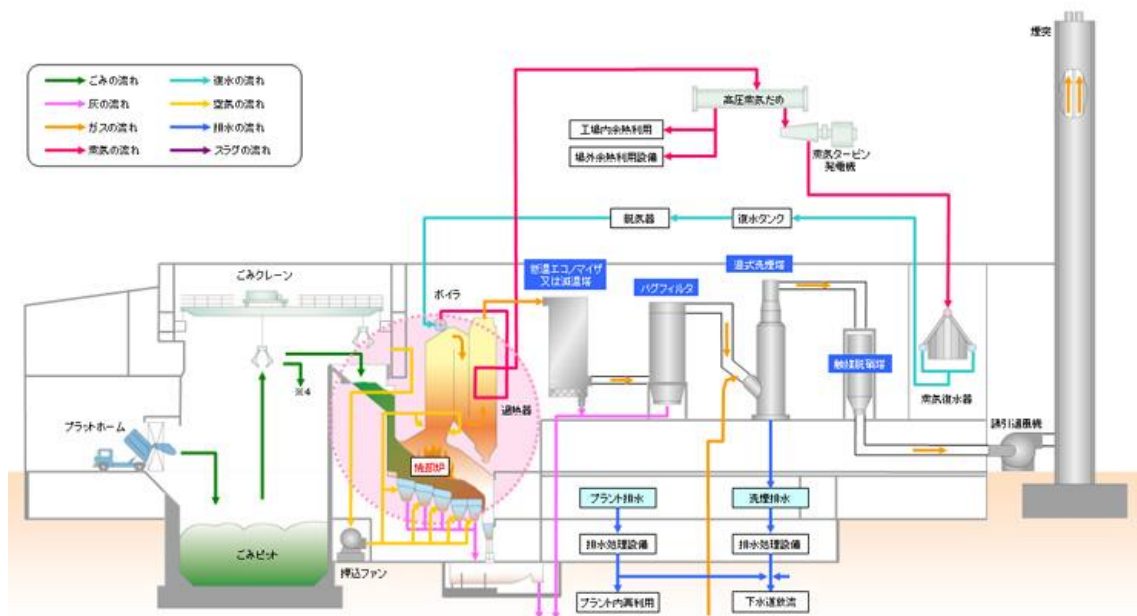 ごみの流れ
灰の流れ
ガスの流れ
蒸気の流れ
復水の流れ
空気の流れ
排水の流れ
スラグの流れ
煙突
高圧蒸気だめ
工場内余熱利用
場外余熱利用設備
蒸気タービン
発電機
脱気器
復水タンク
ごみクレーン
ボイラ
減温エコノマイザ
又は減温塔
バグフィルタ
湿式洗煙塔
触媒脱硝塔
蒸気復水器
過熱器
※4
プラットホーム
誘引通風機
焼却炉
プラント排水
洗煙排水
ごみピット
押込ファン
排水処理設備
排水処理設備
プラント内再利用
下水道放流